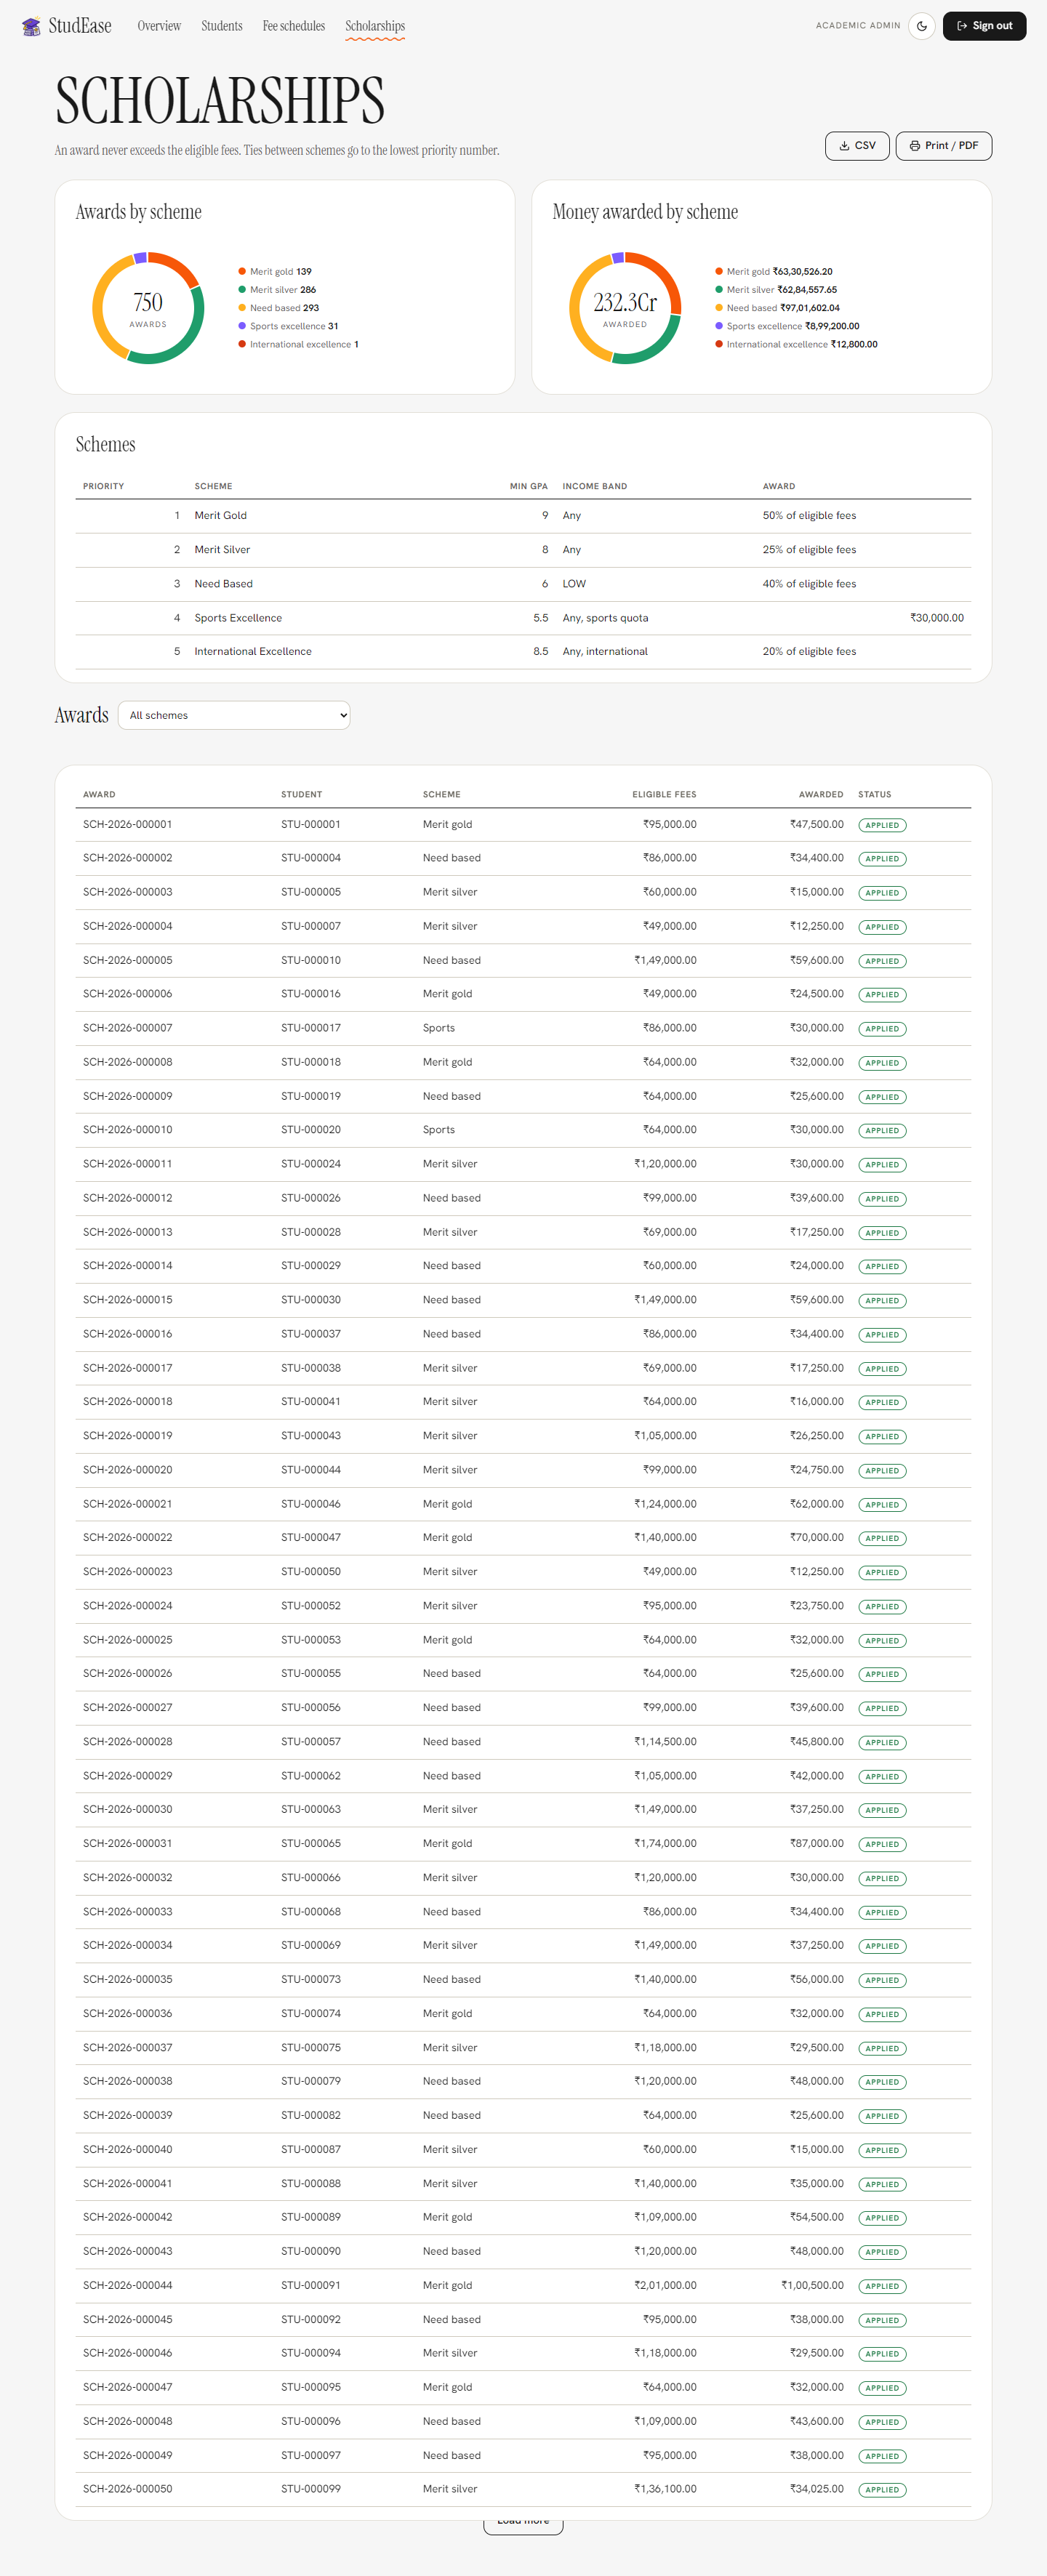 StudEase Overview Students Fee schedules Scholarships ACADEMIC ADMIN Sign out
SCHOLARSHIPS
An award never exceeds the eligible fees. Ties between schemes go to the lowest priority number.
CSV Print / PDF
Awards by scheme
750
AWARDS
Merit gold 139
Merit silver 286
Need based 293
Sports excellence 31
International excellence 1
Money awarded by scheme
232.3Cr
AWARDED
Merit gold ₹63,30,526.20
Merit silver ₹62,84,557.65
Need based ₹97,01,602.04
Sports excellence ₹8,99,200.00
International excellence ₹12,800.00
Schemes
PRIORITY SCHEME MIN GPA INCOME BAND AWARD
1 Merit Gold 9 Any 50% of eligible fees
2 Merit Silver 8 Any 25% of eligible fees
3 Need Based 6 LOW 40% of eligible fees
4 Sports Excellence 5.5 Any, sports quota ₹30,000.00
5 International Excellence 8.5 Any, international 20% of eligible fees
Awards All schemes
AWARD STUDENT SCHEME ELIGIBLE FEES AWARDED STATUS
SCH-2026-000001 STU-000001 Merit gold ₹95,000.00 ₹47,500.00 APPLIED
SCH-2026-000002 STU-000004 Need based ₹86,000.00 ₹34,400.00 APPLIED
SCH-2026-000003 STU-000005 Merit silver ₹60,000.00 ₹15,000.00 APPLIED
SCH-2026-000004 STU-000007 Merit silver ₹49,000.00 ₹12,250.00 APPLIED
SCH-2026-000005 STU-000010 Need based ₹1,49,000.00 ₹59,600.00 APPLIED
SCH-2026-000006 STU-000016 Merit gold ₹49,000.00 ₹24,500.00 APPLIED
SCH-2026-000007 STU-000017 Sports ₹86,000.00 ₹30,000.00 APPLIED
SCH-2026-000008 STU-000018 Merit gold ₹64,000.00 ₹32,000.00 APPLIED
SCH-2026-000009 STU-000019 Need based ₹64,000.00 ₹25,600.00 APPLIED
SCH-2026-000010 STU-000020 Sports ₹64,000.00 ₹30,000.00 APPLIED
SCH-2026-000011 STU-000024 Merit silver ₹1,20,000.00 ₹30,000.00 APPLIED
SCH-2026-000012 STU-000026 Need based ₹99,000.00 ₹39,600.00 APPLIED
SCH-2026-000013 STU-000028 Merit silver ₹69,000.00 ₹17,250.00 APPLIED
SCH-2026-000014 STU-000029 Need based ₹60,000.00 ₹24,000.00 APPLIED
SCH-2026-000015 STU-000030 Need based ₹1,49,000.00 ₹59,600.00 APPLIED
SCH-2026-000016 STU-000037 Need based ₹86,000.00 ₹34,400.00 APPLIED
SCH-2026-000017 STU-000038 Merit silver ₹69,000.00 ₹17,250.00 APPLIED
SCH-2026-000018 STU-000041 Merit silver ₹64,000.00 ₹16,000.00 APPLIED
SCH-2026-000019 STU-000043 Merit silver ₹1,05,000.00 ₹26,250.00 APPLIED
SCH-2026-000020 STU-000044 Merit silver ₹99,000.00 ₹24,750.00 APPLIED
SCH-2026-000021 STU-000046 Merit gold ₹1,24,000.00 ₹62,000.00 APPLIED
SCH-2026-000022 STU-000047 Merit gold ₹1,40,000.00 ₹70,000.00 APPLIED
SCH-2026-000023 STU-000050 Merit silver ₹49,000.00 ₹12,250.00 APPLIED
SCH-2026-000024 STU-000052 Merit silver ₹95,000.00 ₹23,750.00 APPLIED
SCH-2026-000025 STU-000053 Merit gold ₹64,000.00 ₹32,000.00 APPLIED
SCH-2026-000026 STU-000055 Need based ₹64,000.00 ₹25,600.00 APPLIED
SCH-2026-000027 STU-000056 Need based ₹99,000.00 ₹39,600.00 APPLIED
SCH-2026-000028 STU-000057 Need based ₹1,14,500.00 ₹45,800.00 APPLIED
SCH-2026-000029 STU-000062 Need based ₹1,05,000.00 ₹42,000.00 APPLIED
SCH-2026-000030 STU-000063 Merit silver ₹1,49,000.00 ₹37,250.00 APPLIED
SCH-2026-000031 STU-000065 Merit gold ₹1,74,000.00 ₹87,000.00 APPLIED
SCH-2026-000032 STU-000066 Merit silver ₹1,20,000.00 ₹30,000.00 APPLIED
SCH-2026-000033 STU-000068 Need based ₹86,000.00 ₹34,400.00 APPLIED
SCH-2026-000034 STU-000069 Merit silver ₹1,49,000.00 ₹37,250.00 APPLIED
SCH-2026-000035 STU-000073 Need based ₹1,40,000.00 ₹56,000.00 APPLIED
SCH-2026-000036 STU-000074 Merit gold ₹64,000.00 ₹32,000.00 APPLIED
SCH-2026-000037 STU-000075 Merit silver ₹1,18,000.00 ₹29,500.00 APPLIED
SCH-2026-000038 STU-000079 Need based ₹1,20,000.00 ₹48,000.00 APPLIED
SCH-2026-000039 STU-000082 Need based ₹64,000.00 ₹25,600.00 APPLIED
SCH-2026-000040 STU-000087 Merit silver ₹60,000.00 ₹15,000.00 APPLIED
SCH-2026-000041 STU-000088 Merit silver ₹1,40,000.00 ₹35,000.00 APPLIED
SCH-2026-000042 STU-000089 Merit gold ₹1,09,000.00 ₹54,500.00 APPLIED
SCH-2026-000043 STU-000090 Need based ₹1,20,000.00 ₹48,000.00 APPLIED
SCH-2026-000044 STU-000091 Merit gold ₹2,01,000.00 ₹1,00,500.00 APPLIED
SCH-2026-000045 STU-000092 Need based ₹95,000.00 ₹38,000.00 APPLIED
SCH-2026-000046 STU-000094 Merit silver ₹1,18,000.00 ₹29,500.00 APPLIED
SCH-2026-000047 STU-000095 Merit gold ₹64,000.00 ₹32,000.00 APPLIED
SCH-2026-000048 STU-000096 Need based ₹1,09,000.00 ₹43,600.00 APPLIED
SCH-2026-000049 STU-000097 Need based ₹95,000.00 ₹38,000.00 APPLIED
SCH-2026-000050 STU-000099 Merit silver ₹1,36,100.00 ₹34,025.00 APPLIED
Load more